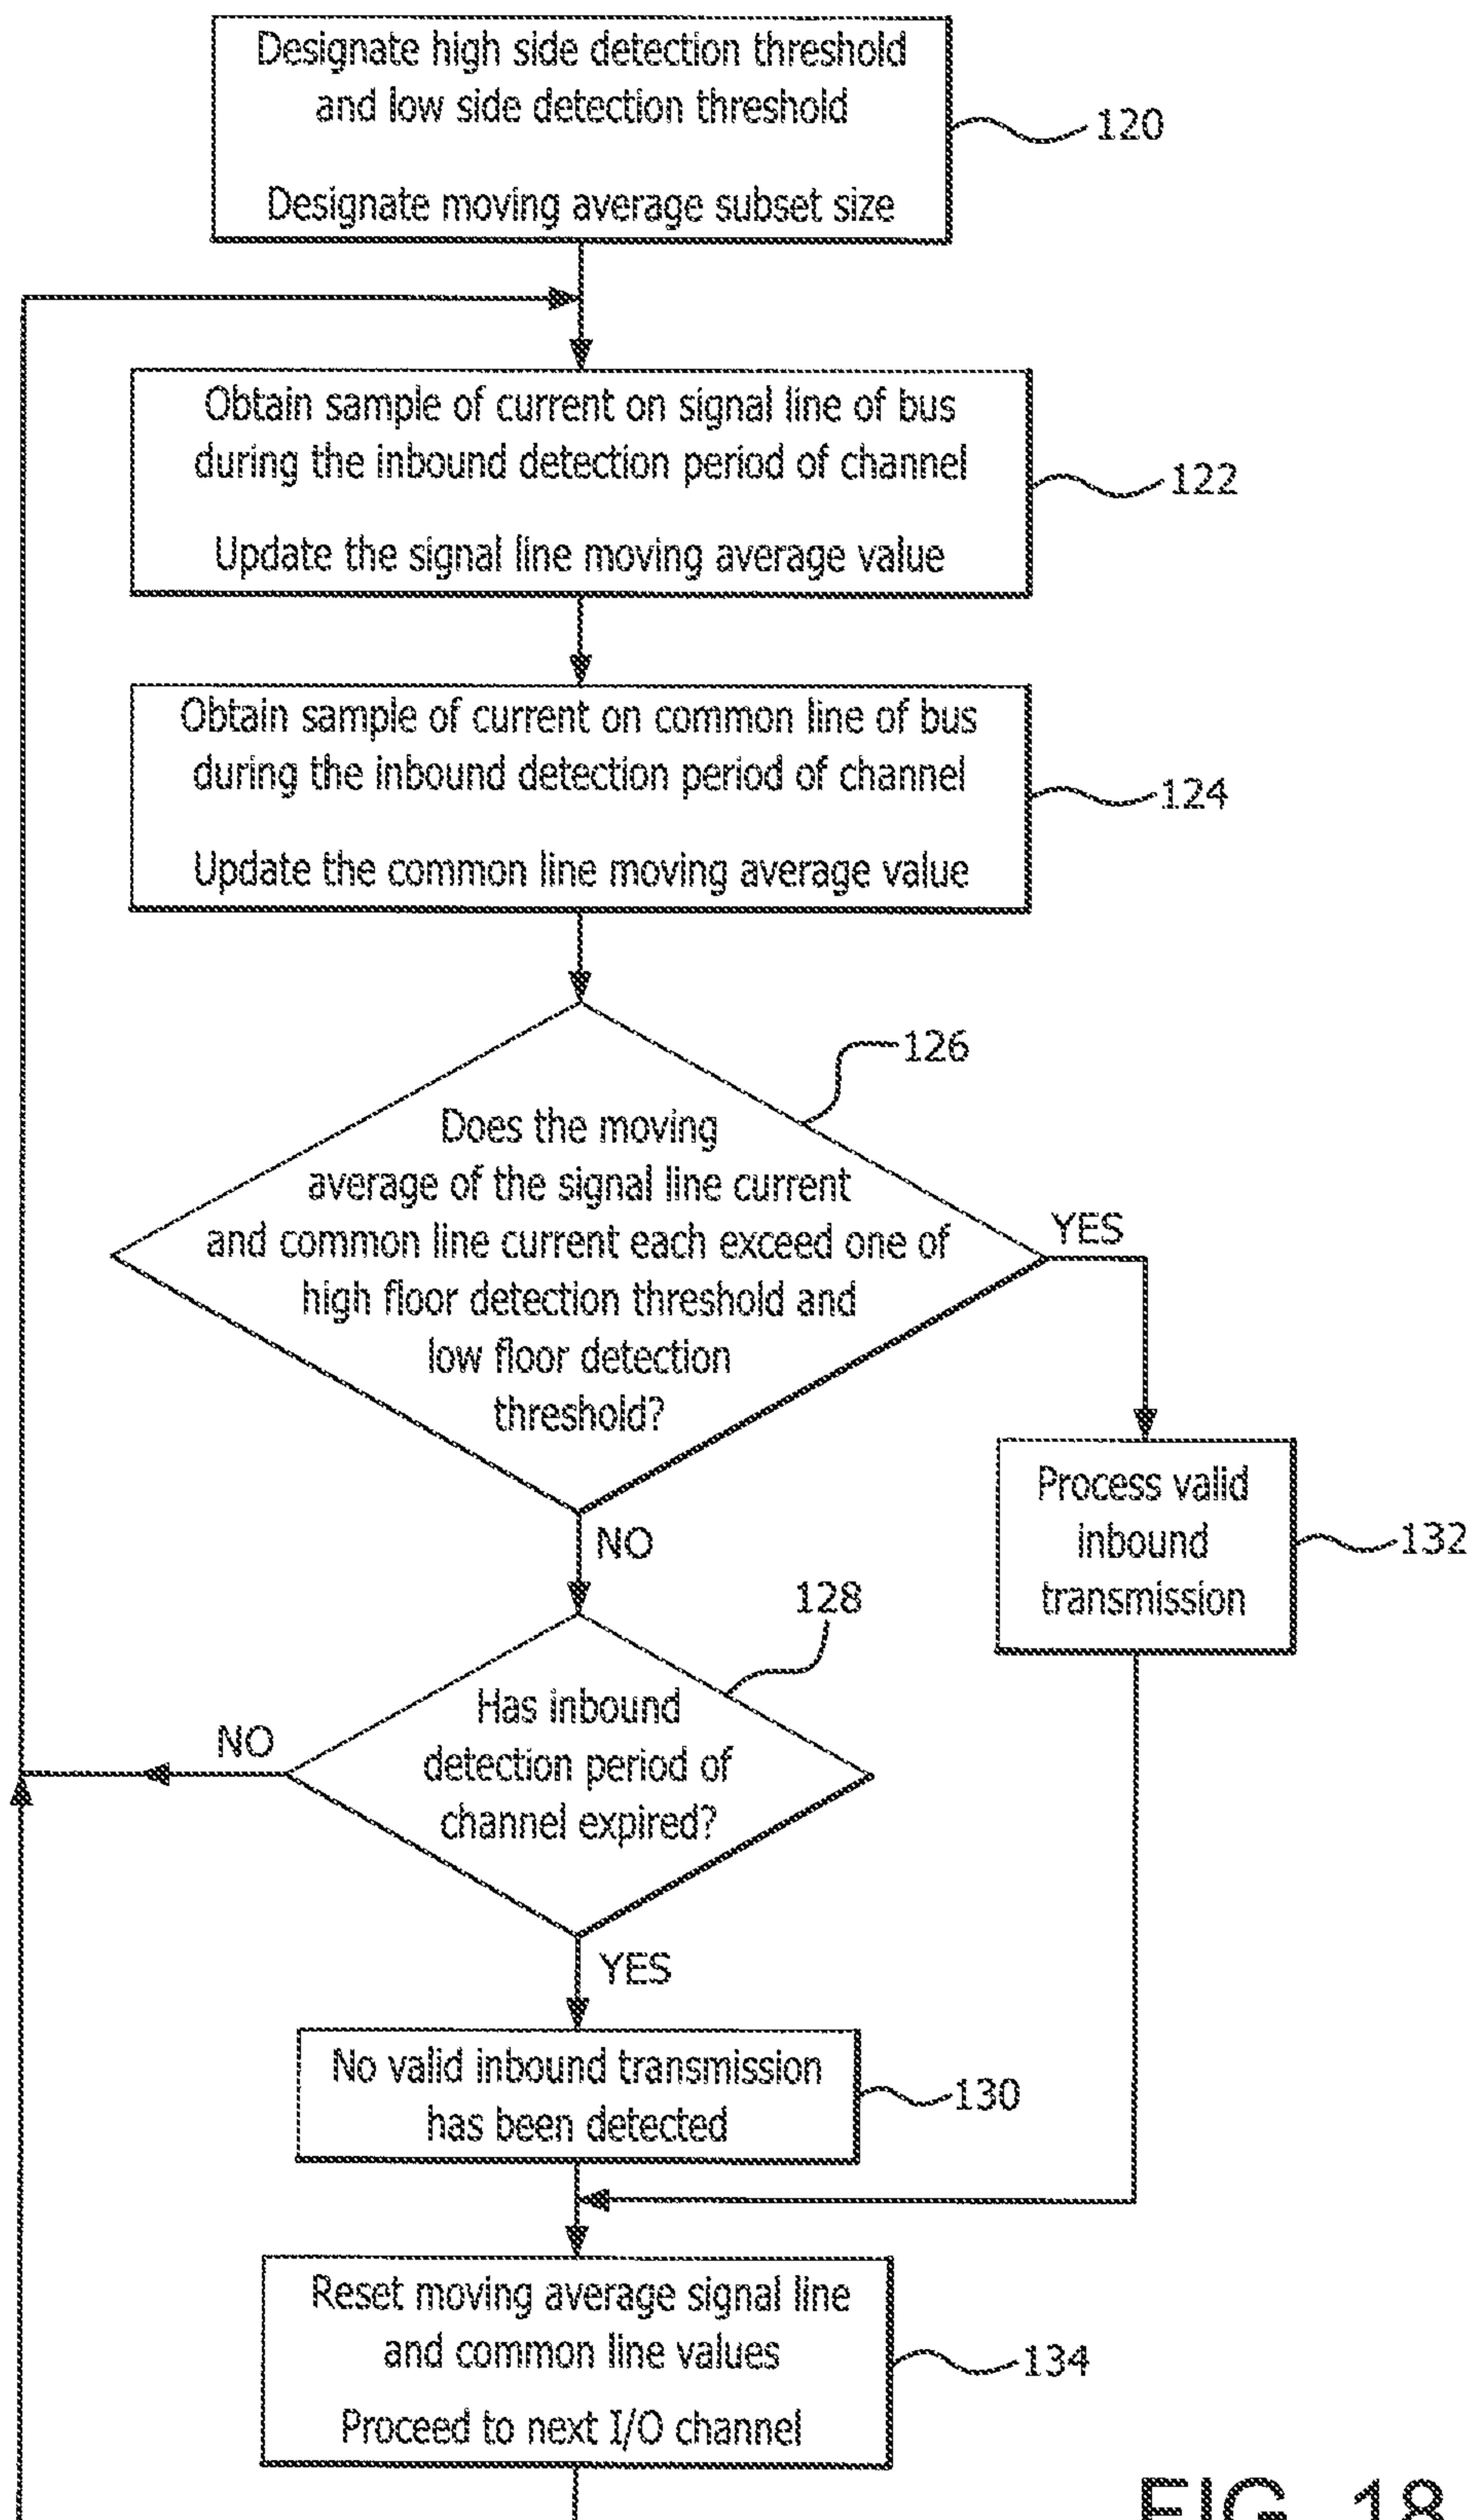 Designate high side detection threshold
and low side detection threshold
Designate moving average subset size
120
Obtain sample of current on signal line of bus
during the inbound detection period of channel
Update the signal line moving average value
122
Obtain sample of current on common line of bus
during the inbound detection period of channel
Update the common line moving average value
124
126
Does the moving
average of the signal line current
and common line current each exceed one of
high floor detection threshold and
low floor detection
threshold?
YES
NO
Process valid
inbound
transmission
132
128
Has inbound
detection period of
channel expired?
NO
YES
No valid inbound transmission
has been detected
130
Reset moving average signal line
and common line values
Proceed to next I/O channel
134
FIG. 18